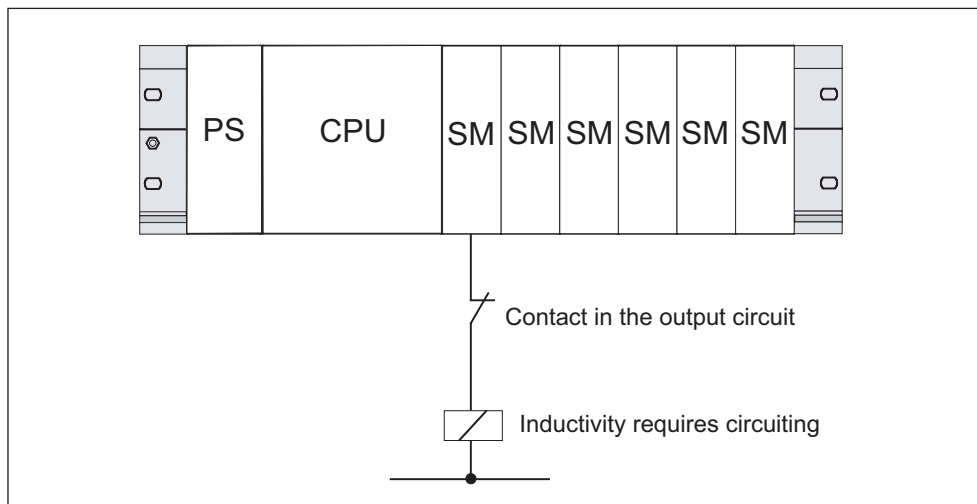 PS CPU SM SM SM SM SM SM
Contact in the output circuit
Inductivity requires circuiting